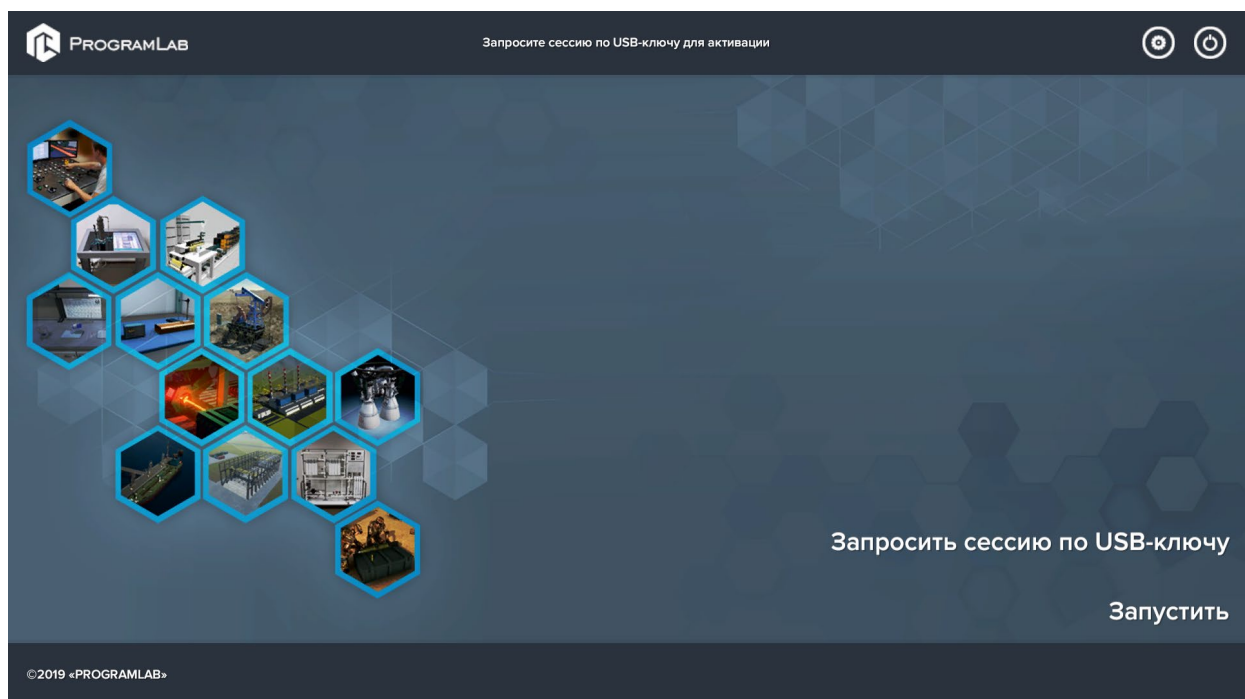 PROGRAMLAB
Запросите сессию по USB-ключу для активации
Запросить сессию по USB-ключу
Запустить
©2019 «PROGRAMLAB»